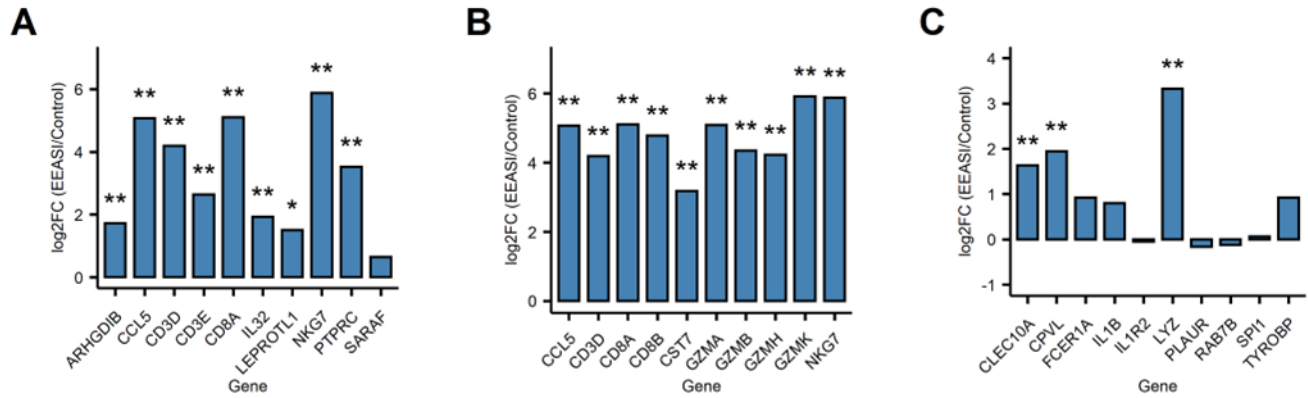 A
log2FC (EEASI/Control)
6
4
2
0
**
**
**
**
**
**
*
**
**
ARHGDIB
CCL5
CD3D
CD3E
CD8A
IL32
LEPROTL1
NKG7
PTPRC
SARAF
Gene
B
log2FC (EEASI/Control)
6
4
2
0
**
**
**
**
**
**
**
**
**
**
CCL5
CD3D
CD8A
CD8B
CST7
GZMA
GZMB
GZMH
GZMK
NKG7
Gene
C
log2FC (EEASI/Control)
4
3
2
1
0
-1
**
**
**
CLEC10A
CPVL
FCER1A
IL1B
IL1R2
LYZ
PLAUR
RAB7B
SPI1
TYROBP
Gene